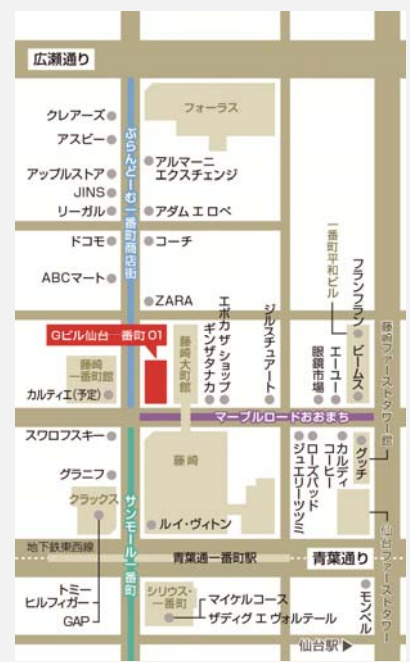 広瀬通り
フォーラス
クレアーズ
アスビー
アップルストア
JINS
リーガル
ぶらんどーむ一番町商店街
アルマーニ
エクスチェンジ
アダム エ ロペ
ドコモ
コーチ
ABCマート
ZARA
一番町平和ビル
フランフラン
Gビル仙台一番町 01
藤崎
一番町館
カルティエ(予定)
藤崎大町館
エポカ ザ ショップ
ギンザタナカ
ジルスチュアート
エーユー
眼鏡市場
ビームス
藤崎ファーストタワー館
マーブルロードおおまち
スワロフスキー
グラニフ
クラックス
藤崎
ルイ・ヴィトン
カルディ
コーヒー
ローズバッド
ジュエリーツツミ
グッチ
仙台ファーストタワー
サンモール一番町
地下鉄東西線
青葉通一番町駅
青葉通り
トミー
ヒルフィガー
GAP
シリウス・
一番町
マイケルコース
ザディグ エ ヴォルテール
モンベル
仙台駅▶